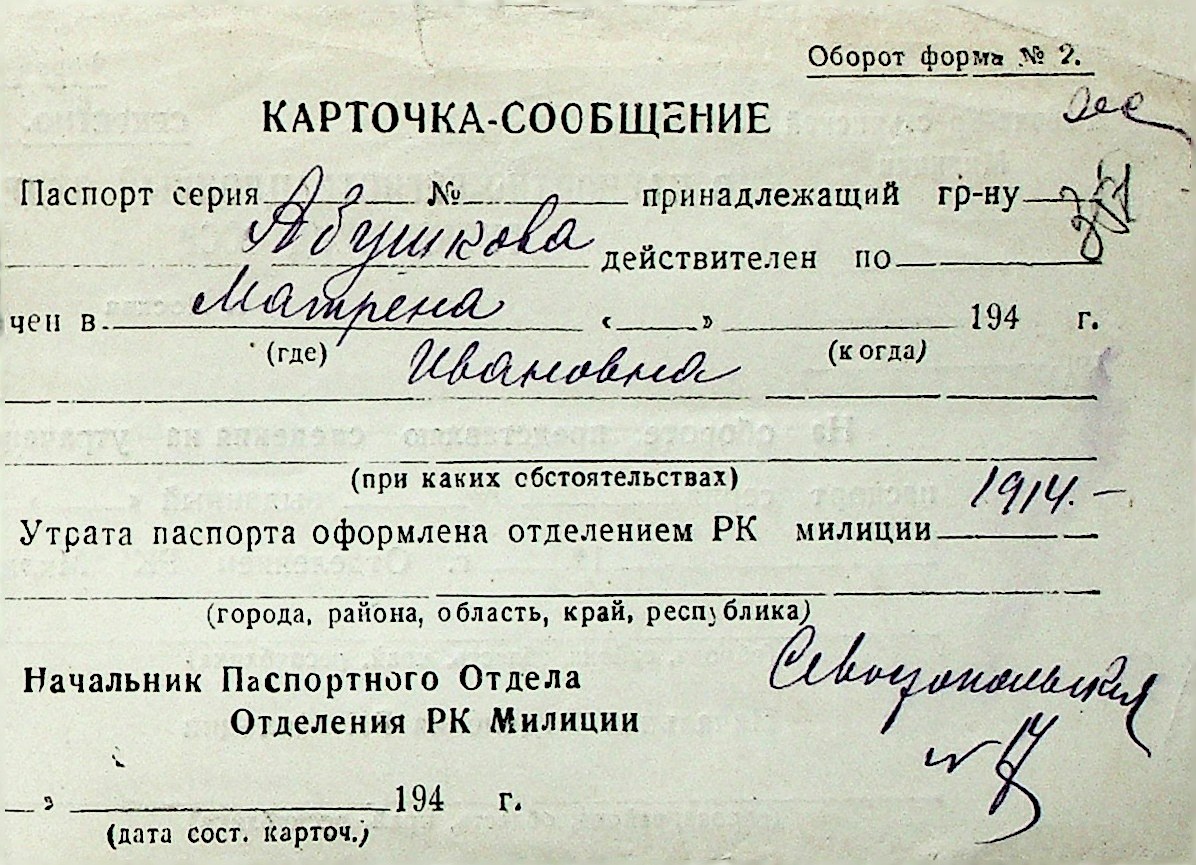 Оборот форма № 2.
КАРТОЧКА-СООБЩЕНИЕ
Паспорт серия № принадлежащий гр-ну
Абушкова
действителен по
Матрена
чен в « » 194 г.
(где) (когда)
Ивановна
(при каких сбстоятельствах)
1914.-
Утрата паспорта оформлена отделением РК милиции
(города, района, область, край, республика)
Севастопольская
Начальник Паспортного Отдела
Отделения РК Милиции
» 194 г.
(дата сост. карточ.)